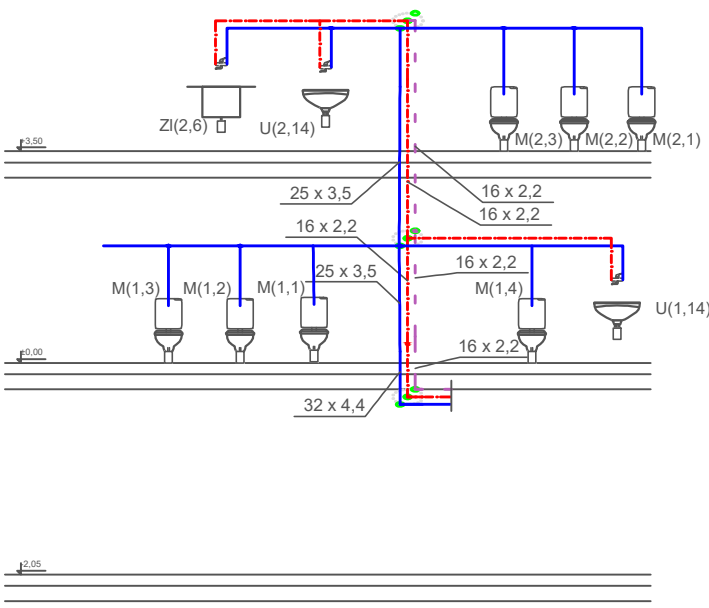 ZI(2,6)
U(2,14)
M(2,3)
M(2,2)
M(2,1)
+3,50
25 x 3,5
16 x 2,2
16 x 2,2
16 x 2,2
25 x 3,5
16 x 2,2
M(1,3)
M(1,2)
M(1,1)
M(1,4)
U(1,14)
±0,00
16 x 2,2
32 x 4,4
-2,05